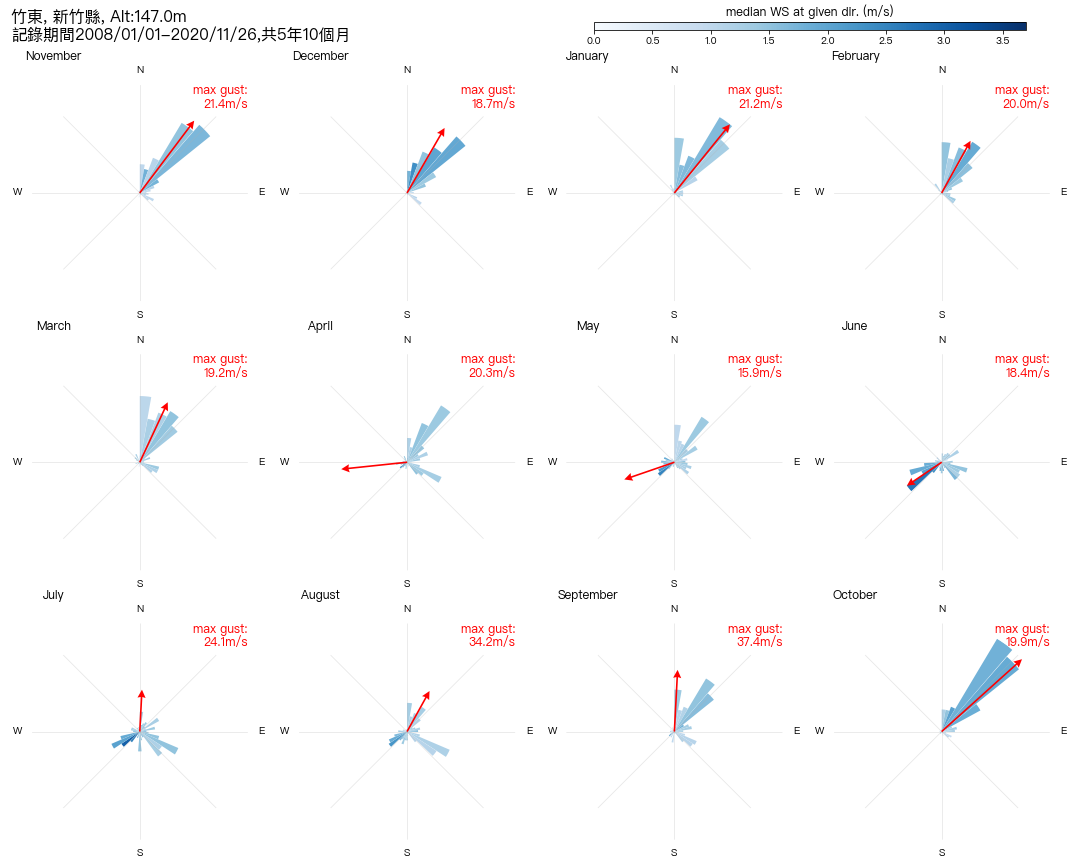 竹東, 新竹縣, Alt:147.0m
記錄期間2008/01/01−2020/11/26,共5年10個月
median WS at given dir. (m/s)
0.0 0.5 1.0 1.5 2.0 2.5 3.0 3.5
November
N
max gust:
21.4m/s
W E
S
December
N
max gust:
18.7m/s
W E
S
January
N
max gust:
21.2m/s
W E
S
February
N
max gust:
20.0m/s
W E
S
March
N
max gust:
19.2m/s
W E
S
April
N
max gust:
20.3m/s
W E
S
May
N
max gust:
15.9m/s
W E
S
June
N
max gust:
18.4m/s
W E
S
July
N
max gust:
24.1m/s
W E
S
August
N
max gust:
34.2m/s
W E
S
September
N
max gust:
37.4m/s
W E
S
October
N
max gust:
19.9m/s
W E
S